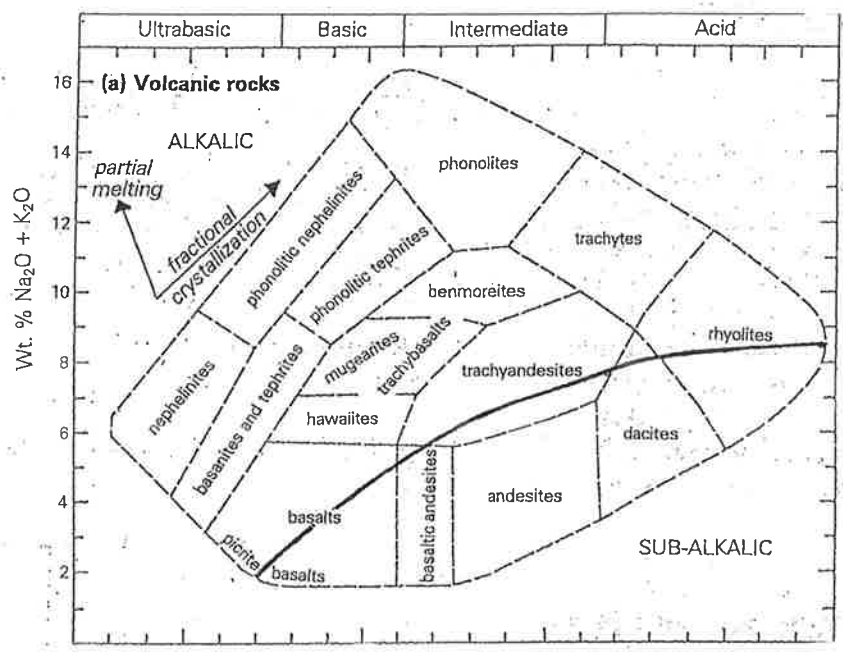 Ultrabasic Basic Intermediate Acid
(a) Volcanic rocks
16
ALKALIC
partial
melting
fractional
crystallization
phonolitic nephelinites
phonolites
14
Wt. % Na₂O + K₂O
12
phonolitic tephrites
trachytes
10
benmoreites
rhyolites
8
nephelinites
basanites and tephrites
mugearites
trachybasalts
trachyandesites
hawaiites
6
dacites
4
basalts
basaltic andesites
andesites
picrite
basalts
SUB-ALKALIC
2